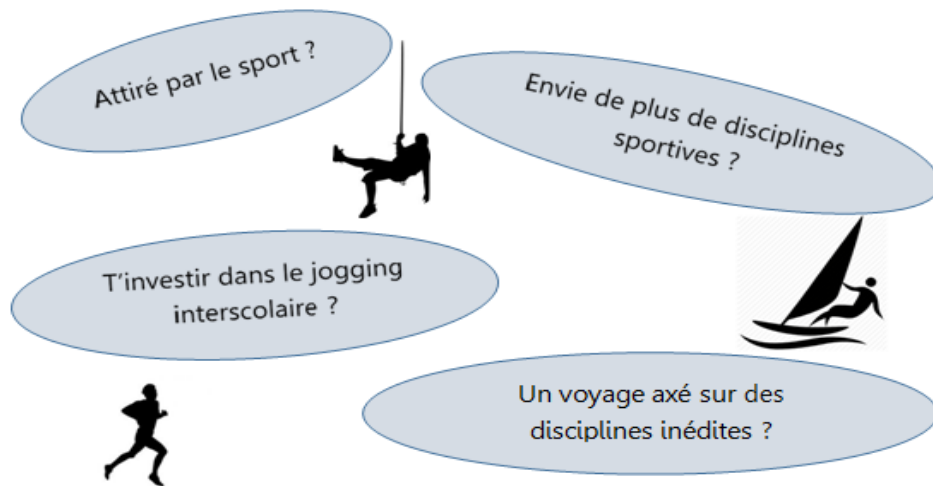 Attiré par le sport ?
Envie de plus de disciplines
sportives ?
T’investir dans le jogging
interscolaire ?
Un voyage axé sur des
disciplines inédites ?